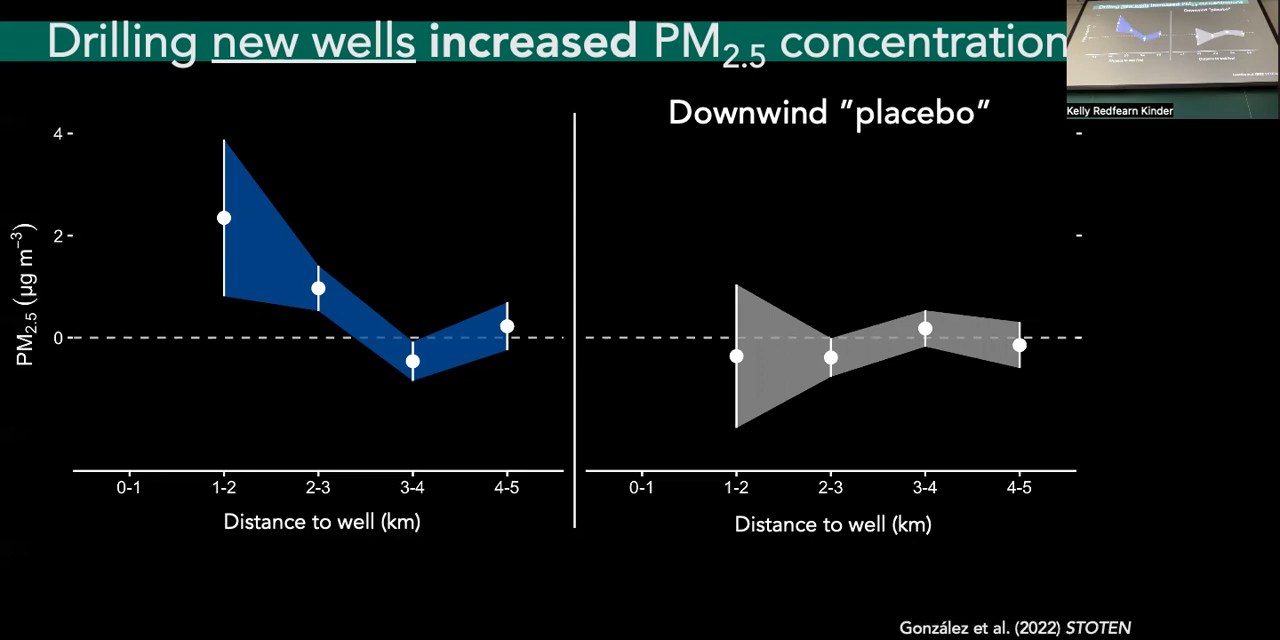 Drilling new wells increased PM2.5 concentration
Kelly Redfearn Kinder
Downwind ”placebo”
4
2
0
PM2.5 (µg m−3)
0-1 1-2 2-3 3-4 4-5
Distance to well (km)
0-1 1-2 2-3 3-4 4-5
Distance to well (km)
González et al. (2022) STOTEN